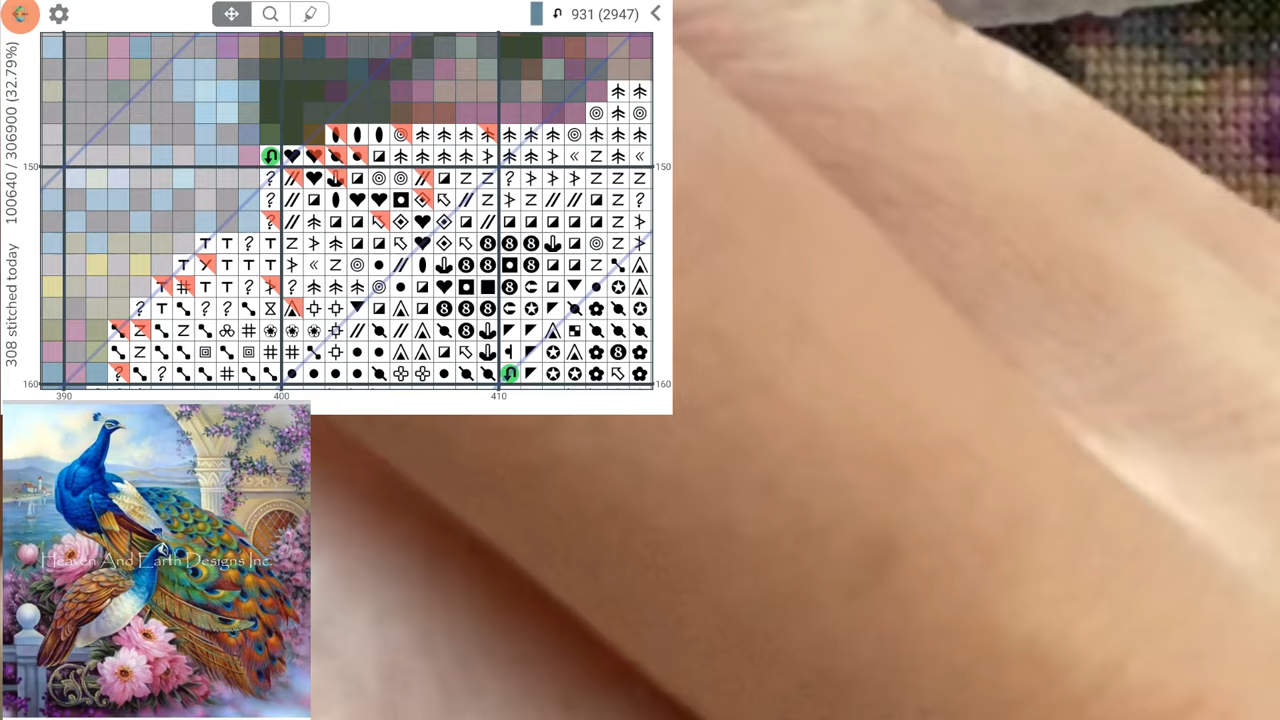 931 (2947)
308 stitched today 100640 / 306900 (32.79%)
150 150
160 160
390 400 410
Heaven And Earth Designs Inc.